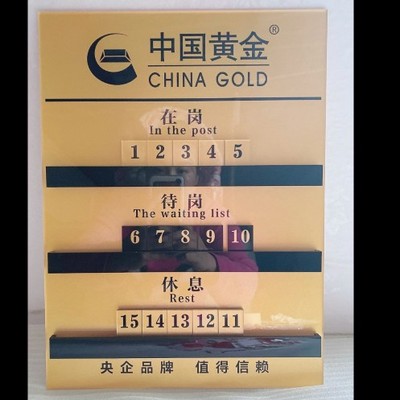 中国黄金®
CHINA GOLD
在岗
In the post
1 2 3 4 5
待岗
The waiting list
6 7 8 9 10
休息
Rest
15 14 13 12 11
央企品牌 值得信赖